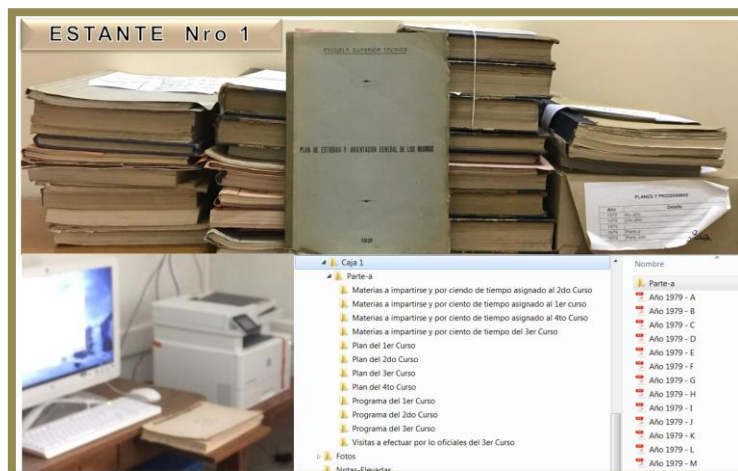 ESTANTE Nro 1
ESCUELA SUPERIOR TECNICA
PLAN DE ESTUDIOS Y ORIENTACION GENERAL DE LOS MISMOS
1931
PLANES Y PROGRAMAS
Año Detalle
Caja 1
Parte-a
Materias a impartirse y por ciendo de tiempo asignado al 2do Curso
Materias a impartirse y por ciento de tiempo asignado al 1er curso
Materias a impartirse y por ciento de tiempo asignado al 4to Curso
Materias a impartirse y por ciento de tiempo del 3er Curso
Plan del 1er Curso
Plan del 2do Curso
Plan del 3er Curso
Plan del 4to Curso
Programa del 1er Curso
Programa del 2do Curso
Programa del 3er Curso
Visitas a efectuar por lo oficiales del 3er Curso
Fotos
Notas-Elevadas
Nombre
Parte-a
Año 1979 - A
Año 1979 - B
Año 1979 - C
Año 1979 - D
Año 1979 - E
Año 1979 - F
Año 1979 - G
Año 1979 - H
Año 1979 - I
Año 1979 - J
Año 1979 - K
Año 1979 - L
Año 1979 - M